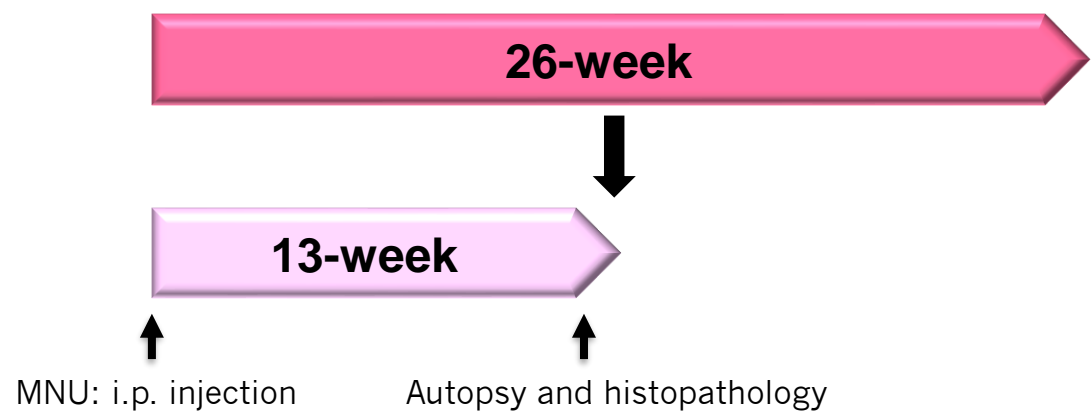 26-week
13-week
MNU: i.p. injection
Autopsy and histopathology